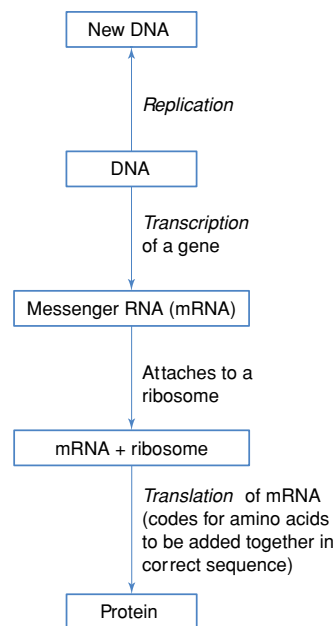 New DNA
Replication
DNA
Transcription
of a gene
Messenger RNA (mRNA)
Attaches to a
ribosome
mRNA + ribosome
Translation of mRNA
(codes for amino acids
to be added together in
correct sequence)
Protein